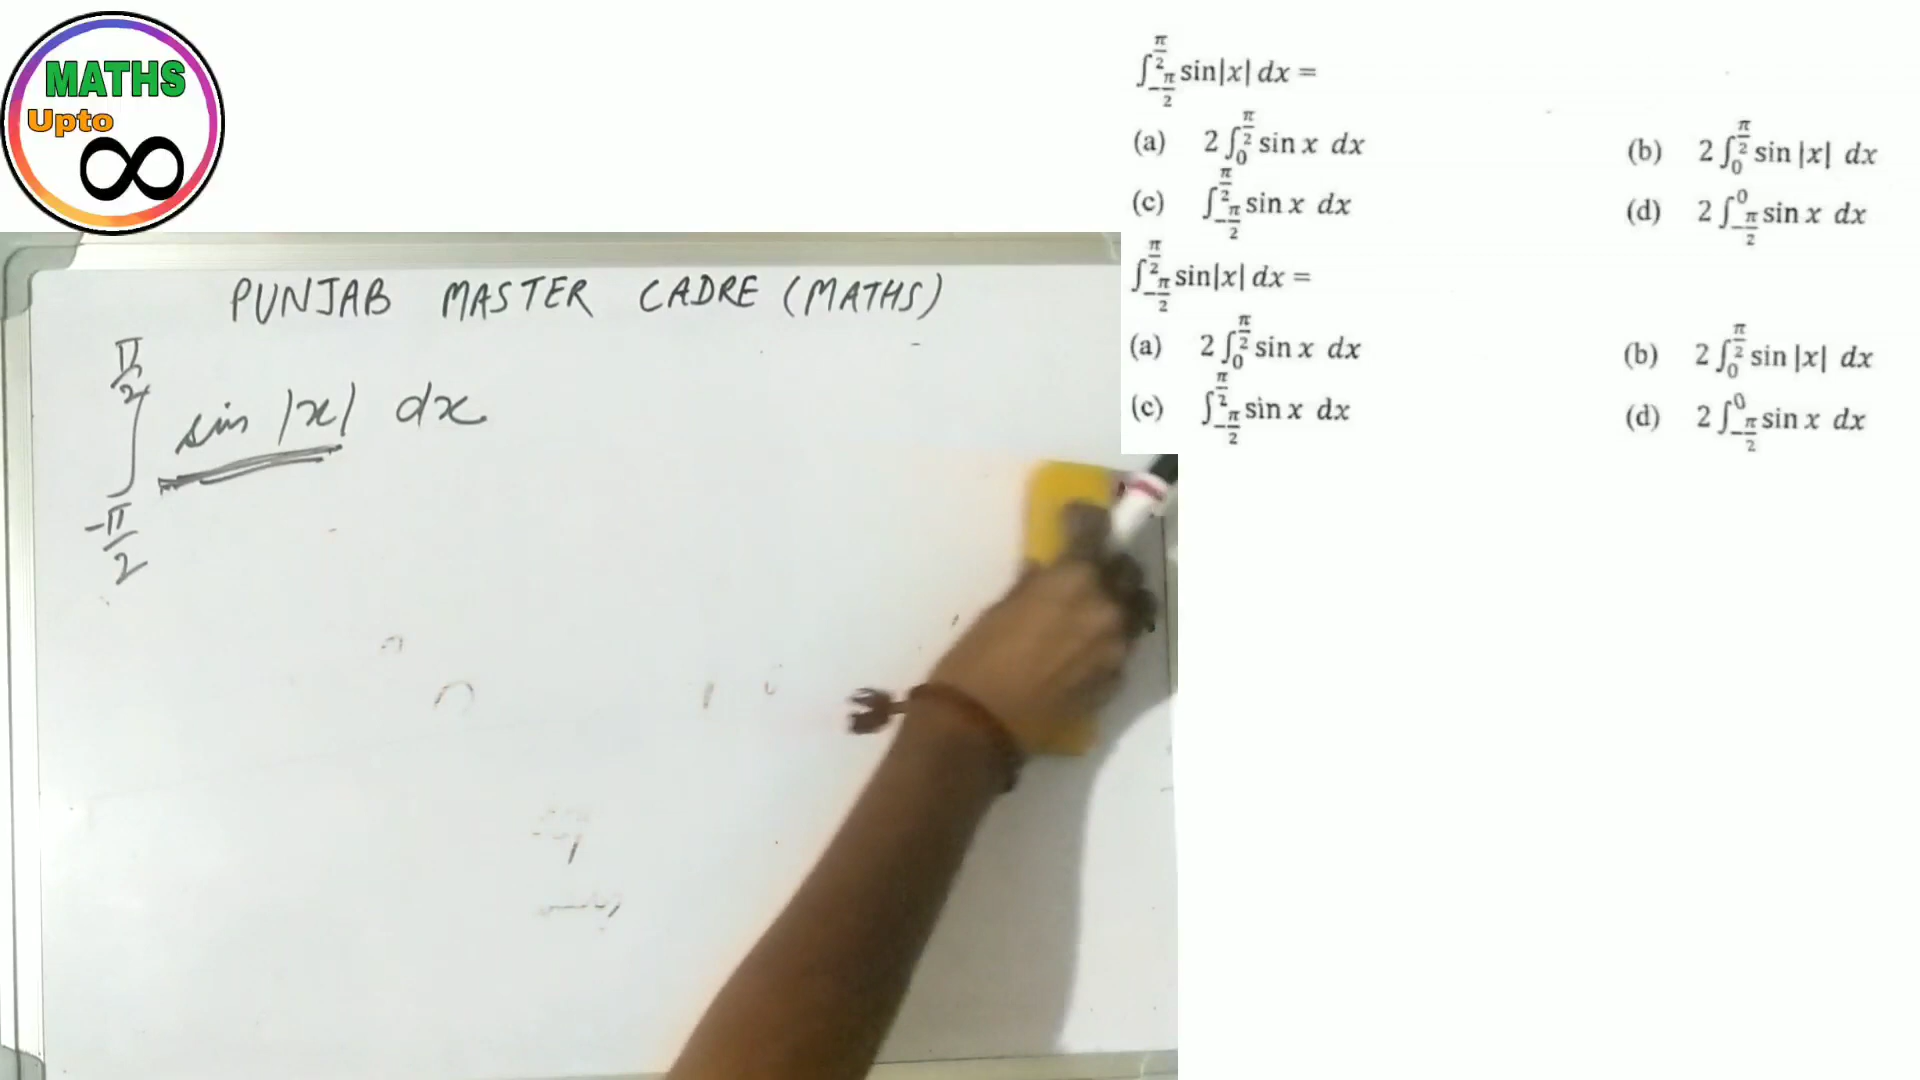 MATHS
Upto
∞
∫_{-π/2}^{π/2} sin|x| dx =
(a) 2 ∫_0^{π/2} sin x dx (b) 2 ∫_0^{π/2} sin |x| dx
(c) ∫_{-π/2}^{π/2} sin x dx (d) 2 ∫_{-π/2}^0 sin x dx
∫_{-π/2}^{π/2} sin|x| dx =
(a) 2 ∫_0^{π/2} sin x dx (b) 2 ∫_0^{π/2} sin |x| dx
(c) ∫_{-π/2}^{π/2} sin x dx (d) 2 ∫_{-π/2}^0 sin x dx
PUNJAB MASTER CADRE (MATHS)
∫_{-π/2}^{π/2} sin |x| dx